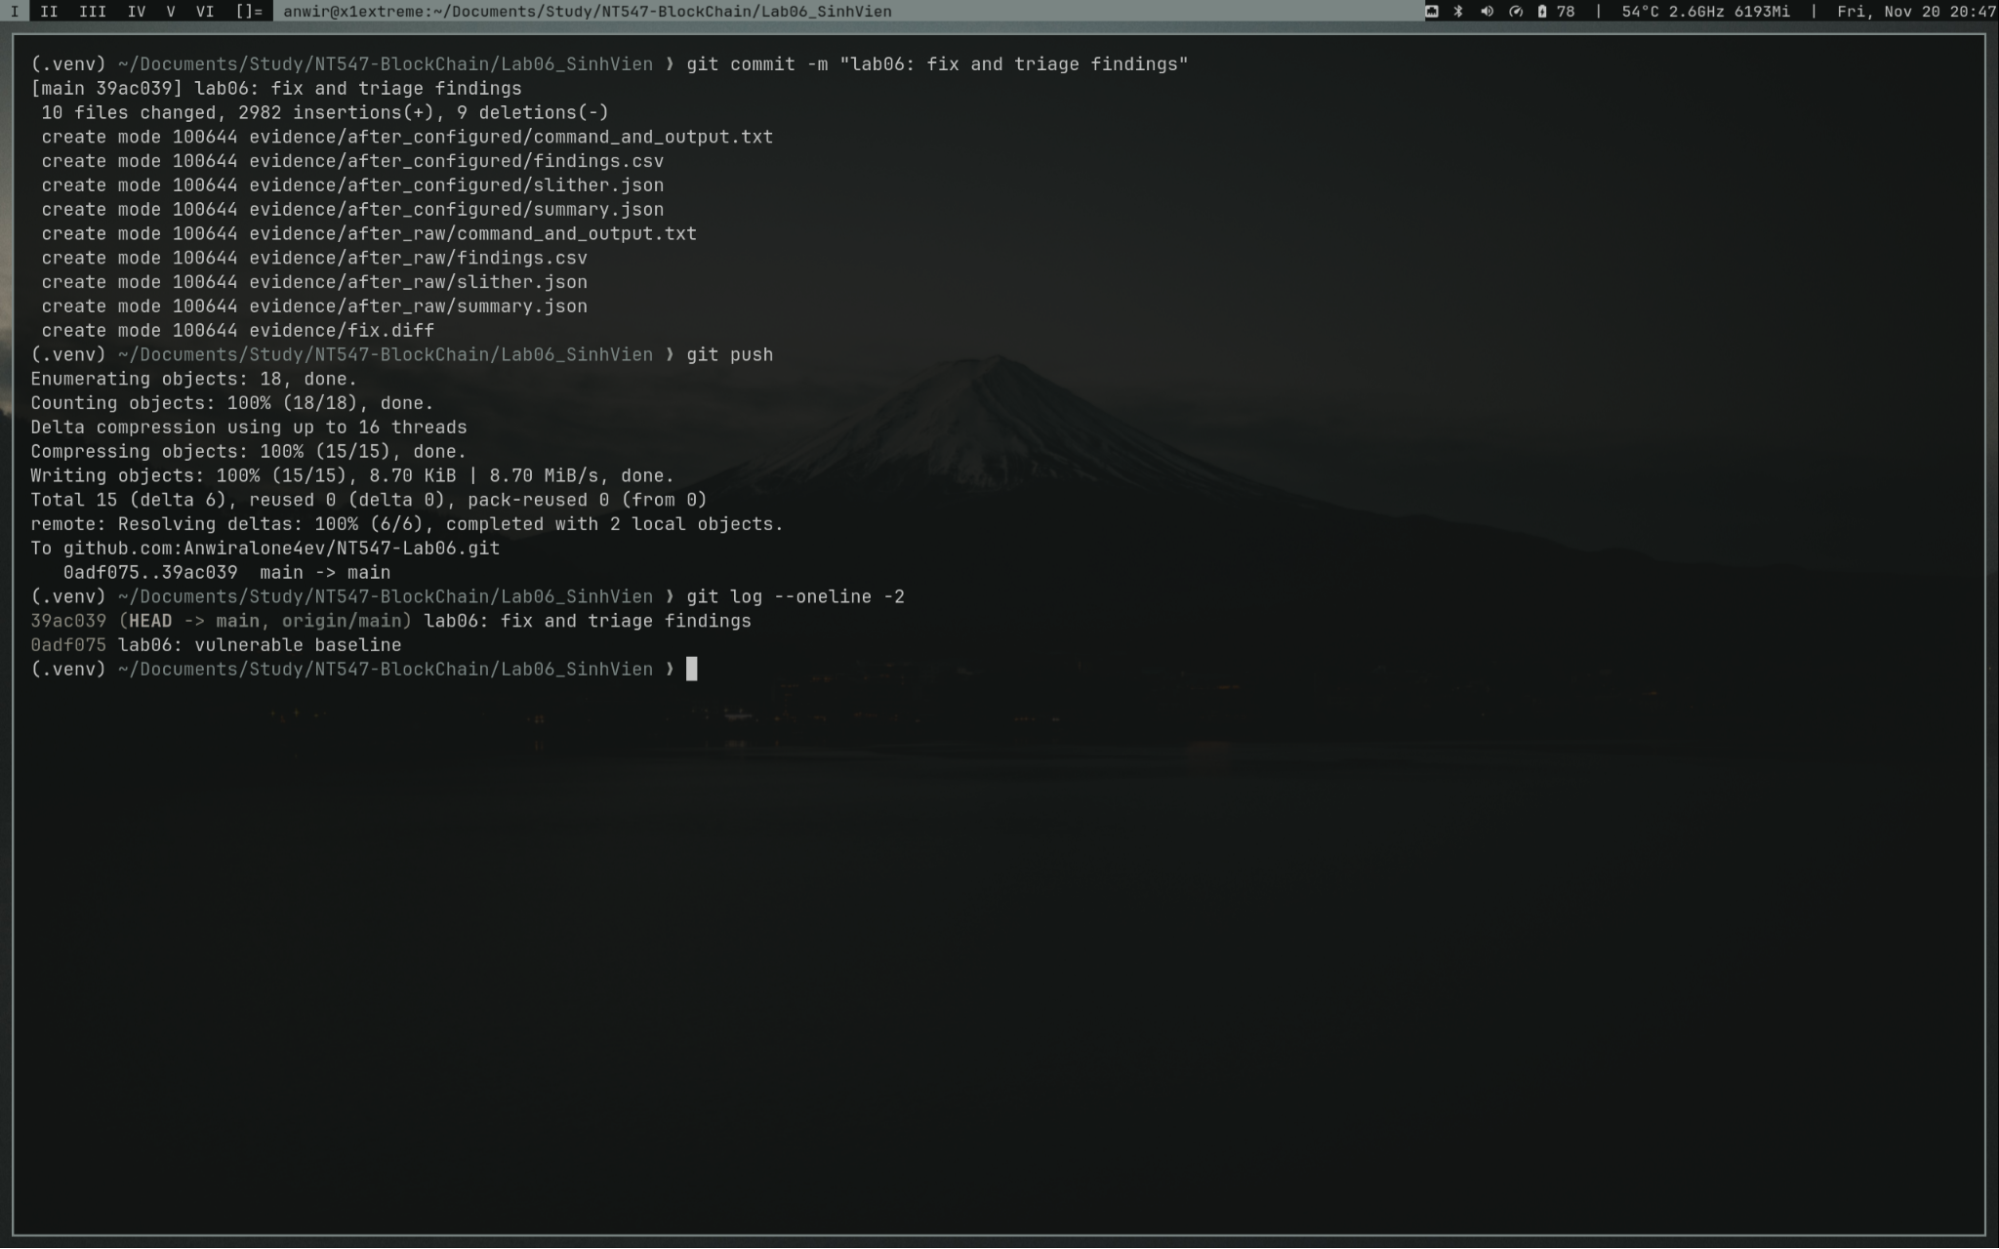 I II III IV V VI []= anwir@x1extreme:~/Documents/Study/NT547-BlockChain/Lab06_SinhVien 78 | 54°C 2.6GHz 6193Mi | Fri, Nov 20 20:47
(.venv) ~/Documents/Study/NT547-BlockChain/Lab06_SinhVien ❯ git commit -m "lab06: fix and triage findings"
[main 39ac039] lab06: fix and triage findings
 10 files changed, 2982 insertions(+), 9 deletions(-)
 create mode 100644 evidence/after_configured/command_and_output.txt
 create mode 100644 evidence/after_configured/findings.csv
 create mode 100644 evidence/after_configured/slither.json
 create mode 100644 evidence/after_configured/summary.json
 create mode 100644 evidence/after_raw/command_and_output.txt
 create mode 100644 evidence/after_raw/findings.csv
 create mode 100644 evidence/after_raw/slither.json
 create mode 100644 evidence/after_raw/summary.json
 create mode 100644 evidence/fix.diff
(.venv) ~/Documents/Study/NT547-BlockChain/Lab06_SinhVien ❯ git push
Enumerating objects: 18, done.
Counting objects: 100% (18/18), done.
Delta compression using up to 16 threads
Compressing objects: 100% (15/15), done.
Writing objects: 100% (15/15), 8.70 KiB | 8.70 MiB/s, done.
Total 15 (delta 6), reused 0 (delta 0), pack-reused 0 (from 0)
remote: Resolving deltas: 100% (6/6), completed with 2 local objects.
To github.com:Anwiralone4ev/NT547-Lab06.git
   0adf075..39ac039  main -> main
(.venv) ~/Documents/Study/NT547-BlockChain/Lab06_SinhVien ❯ git log --oneline -2
39ac039 (HEAD -> main, origin/main) lab06: fix and triage findings
0adf075 lab06: vulnerable baseline
(.venv) ~/Documents/Study/NT547-BlockChain/Lab06_SinhVien ❯